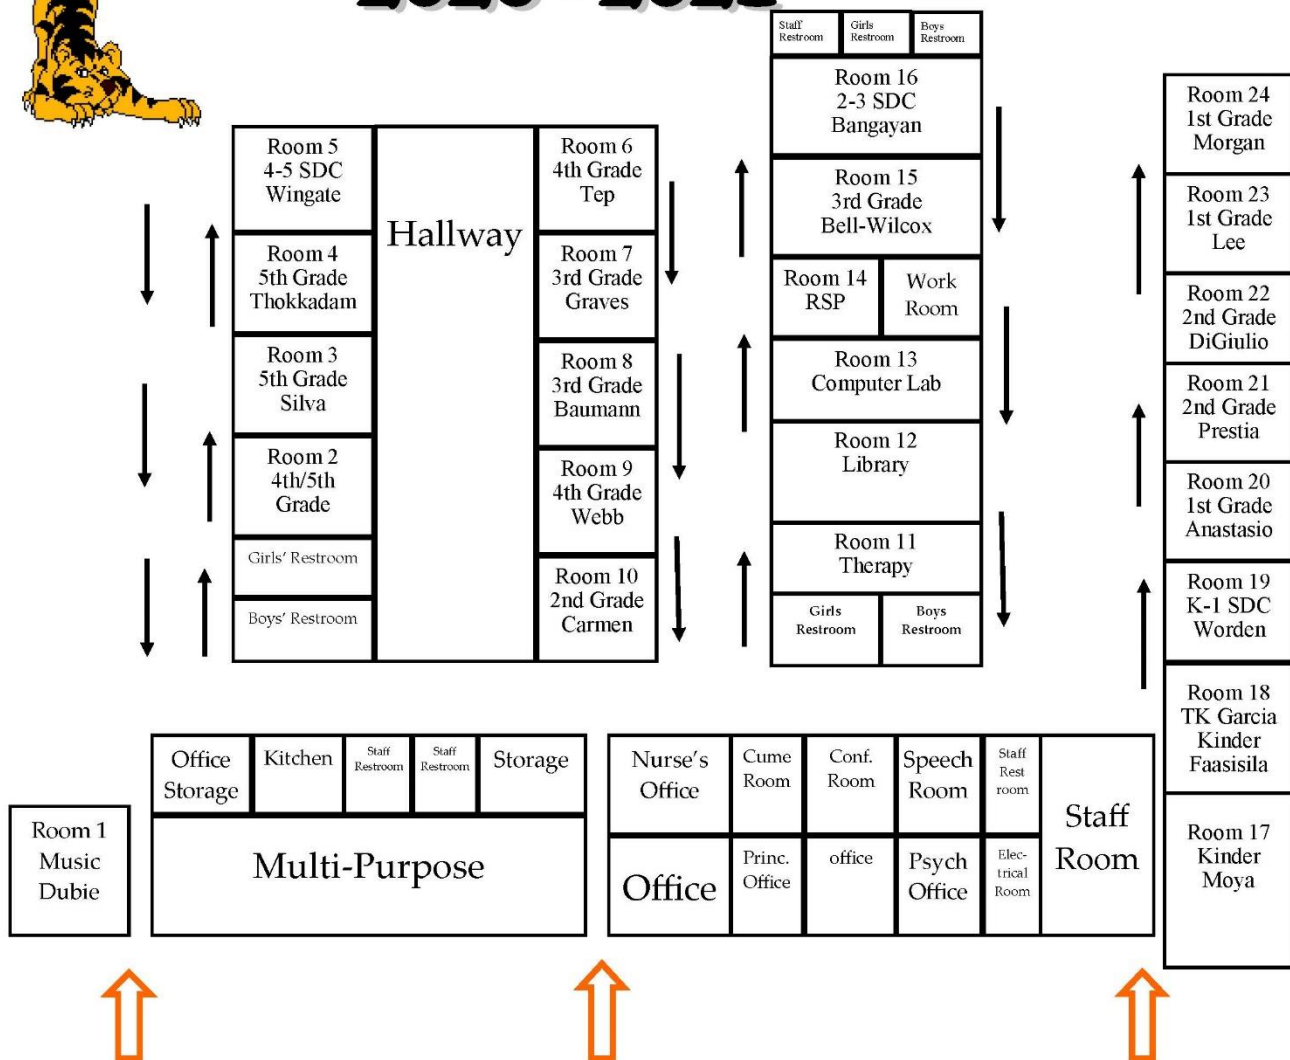 Staff
Restroom
Girls
Restroom
Boys
Restroom
Room 16
2-3 SDC
Bangayan
Room 15
3rd Grade
Bell-Wilcox
Room 14
RSP
Work
Room
Room 13
Computer Lab
Room 12
Library
Room 11
Therapy
Girls
Restroom
Boys
Restroom
Room 5
4-5 SDC
Wingate
Room 4
5th Grade
Thokkadam
Room 3
5th Grade
Silva
Room 2
4th/5th
Grade
Girls' Restroom
Boys' Restroom
Hallway
Room 6
4th Grade
Tep
Room 7
3rd Grade
Graves
Room 8
3rd Grade
Baumann
Room 9
4th Grade
Webb
Room 10
2nd Grade
Carmen
Room 24
1st Grade
Morgan
Room 23
1st Grade
Lee
Room 22
2nd Grade
DiGiulio
Room 21
2nd Grade
Prestia
Room 20
1st Grade
Anastasio
Room 19
K-1 SDC
Worden
Room 18
TK Garcia
Kinder
Faasisila
Room 17
Kinder
Moya
Room 1
Music
Dubie
Office
Storage
Kitchen
Staff
Restroom
Staff
Restroom
Storage
Multi-Purpose
Nurse's
Office
Cume
Room
Conf.
Room
Speech
Room
Staff
Rest
room
Staff
Room
Office
Princ.
Office
office
Psych
Office
Elec-
trical
Room